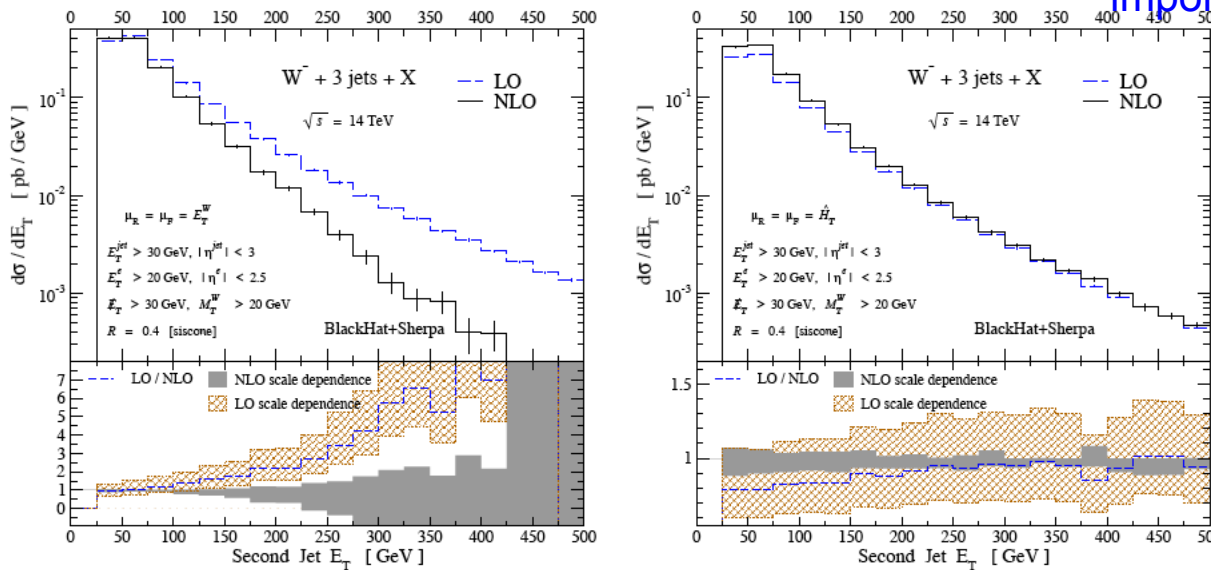 impor
0 50 100 150 200 250 300 350 400 450 500
W⁻ + 3 jets + X
√s = 14 TeV
LO
NLO
10⁻¹
10⁻²
10⁻³
dσ / dE_T [ pb / GeV ]
μ_R = μ_F = E_T^W
E_T^jet > 30 GeV, | η^jet | < 3
E_T^e > 20 GeV, | η^e | < 2.5
E̸_T > 30 GeV, M_T^W > 20 GeV
R = 0.4 [siscone]
BlackHat+Sherpa
LO / NLO
NLO scale dependence
LO scale dependence
7
6
5
4
3
2
1
0
0 50 100 150 200 250 300 350 400 450 500
Second Jet E_T [ GeV ]
0 50 100 150 200 250 300 350 400 450 500
W⁻ + 3 jets + X
√s = 14 TeV
LO
NLO
10⁻¹
10⁻²
10⁻³
dσ / dE_T [ pb / GeV ]
μ_R = μ_F = Ĥ_T
E_T^jet > 30 GeV, | η^jet | < 3
E_T^e > 20 GeV, | η^e | < 2.5
E̸_T > 30 GeV, M_T^W > 20 GeV
R = 0.4 [siscone]
BlackHat+Sherpa
LO / NLO
NLO scale dependence
LO scale dependence
1.5
1
0 50 100 150 200 250 300 350 400 450 50
Second Jet E_T [ GeV ]